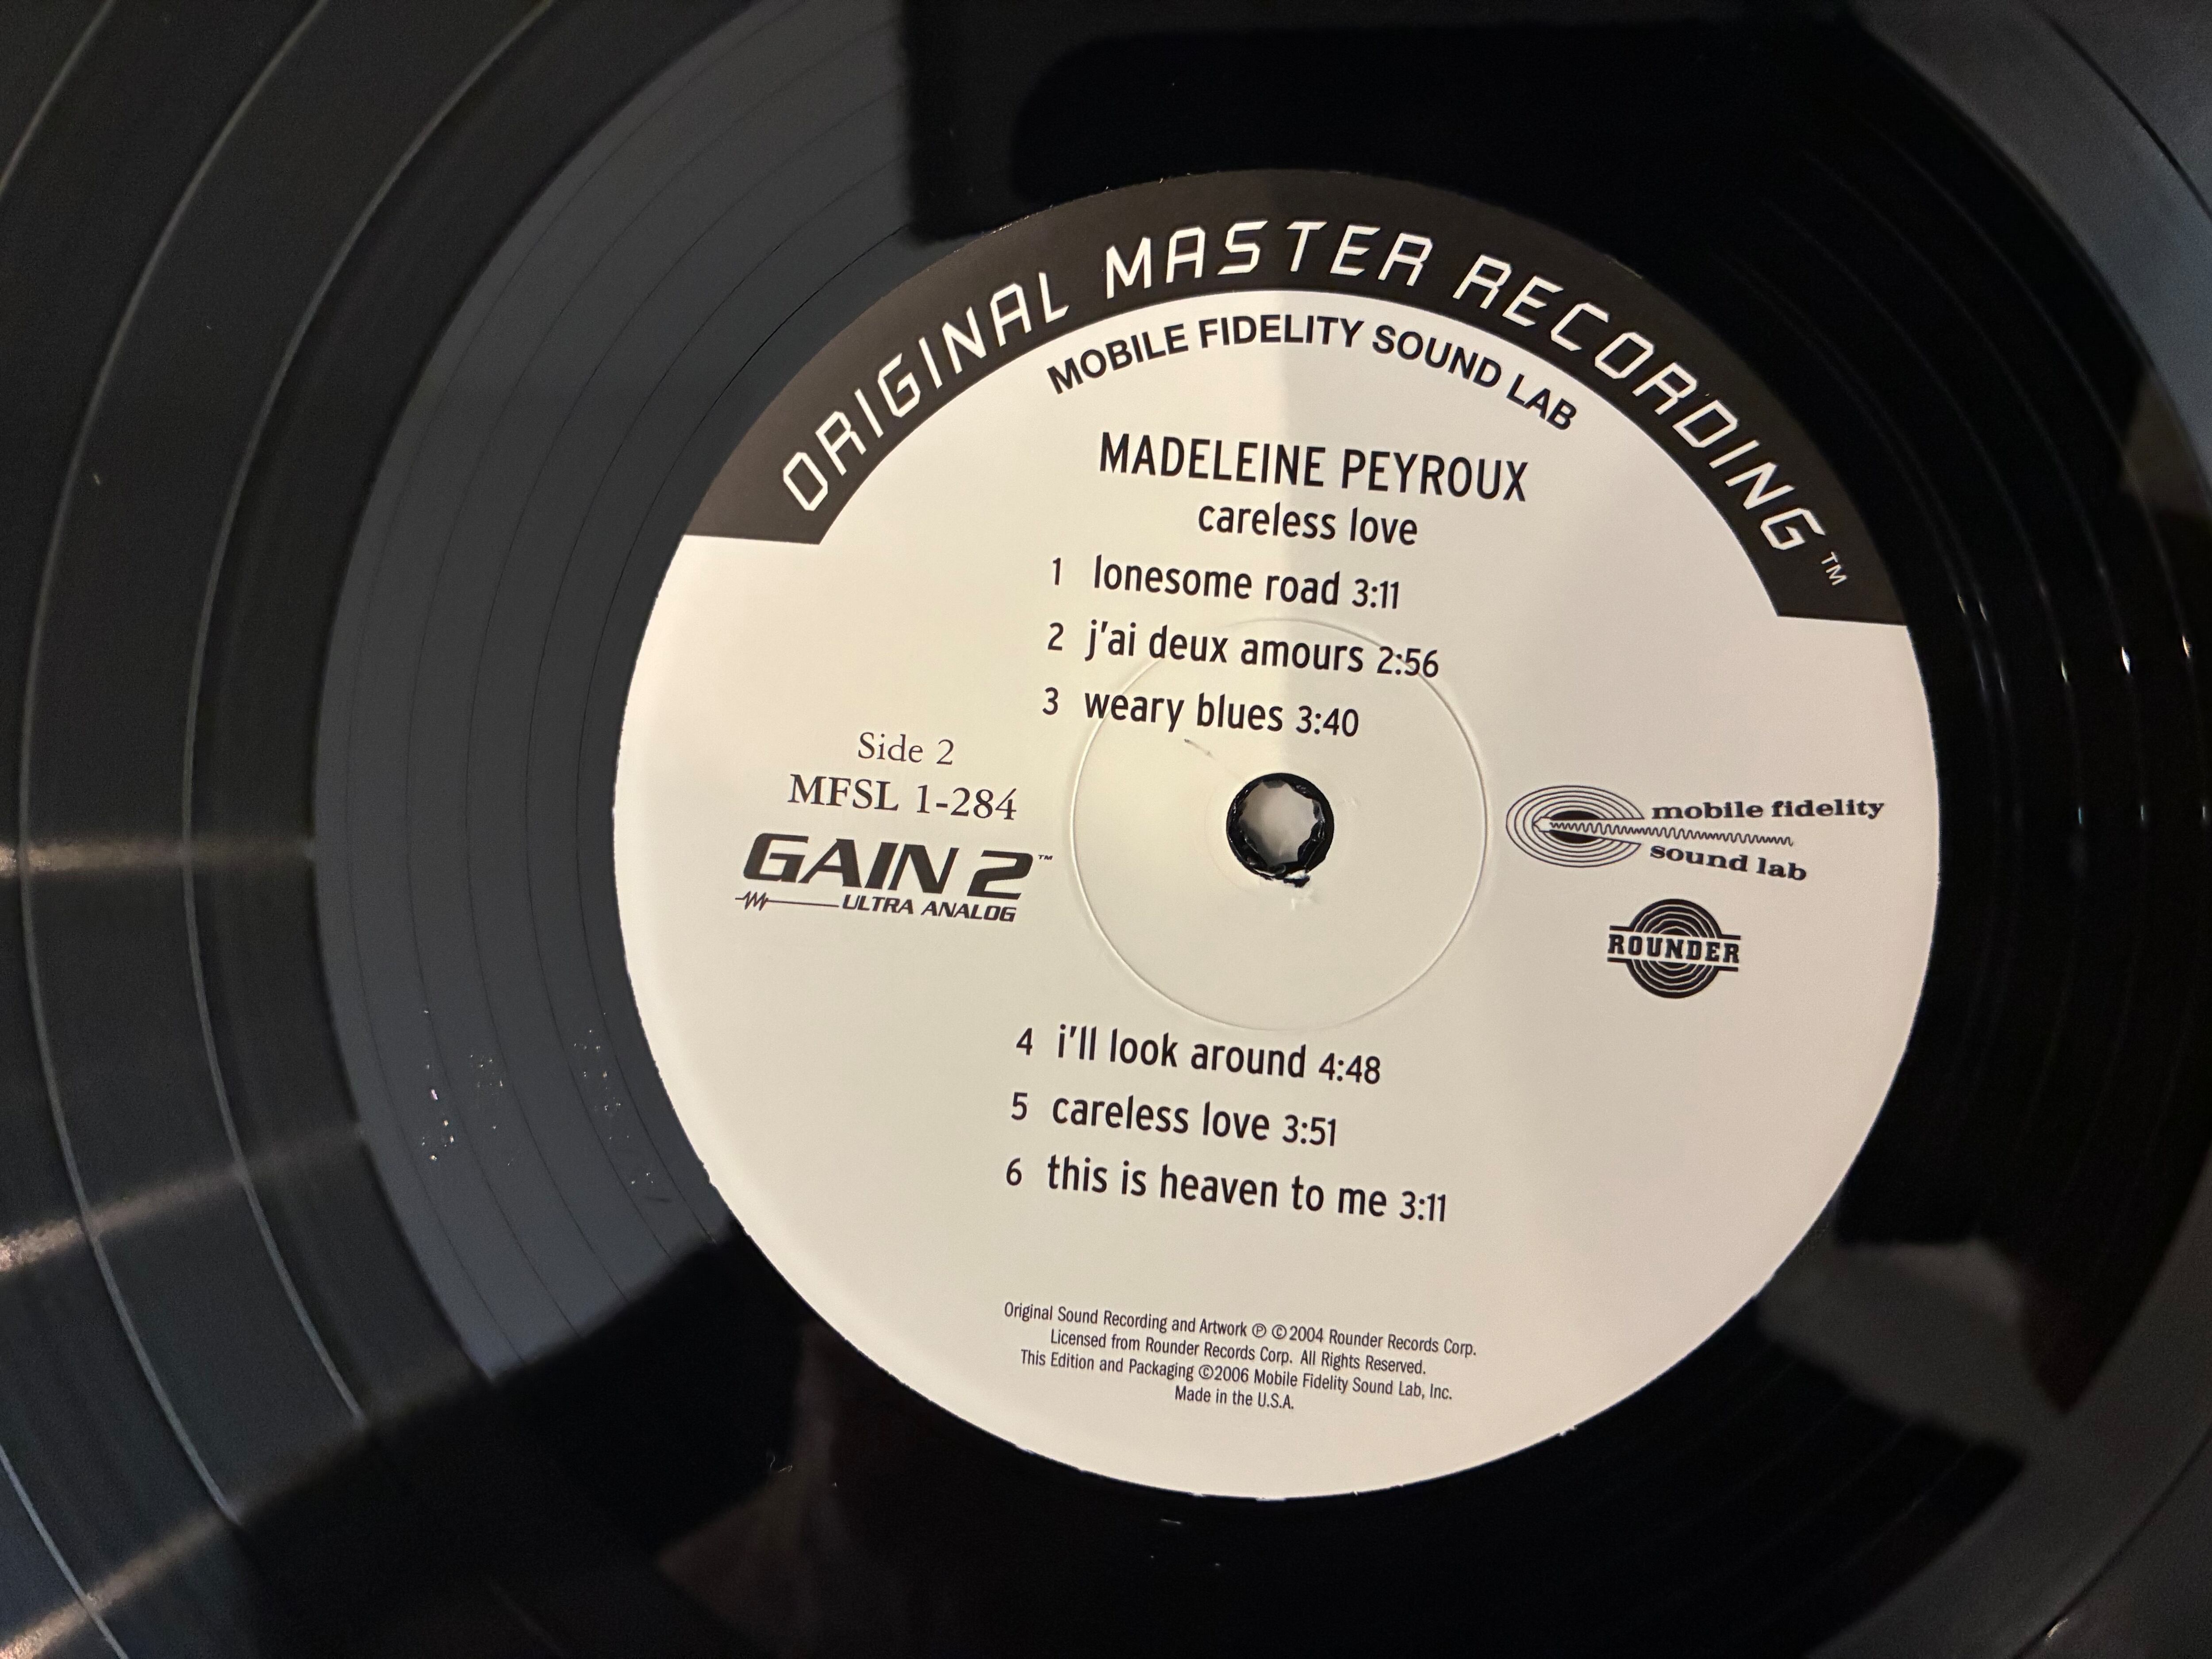 ORIGINAL MASTER RECORDING™
MOBILE FIDELITY SOUND LAB
MADELEINE PEYROUX
careless love
1 lonesome road 3:11
2 j'ai deux amours 2:56
3 weary blues 3:40
Side 2
MFSL 1-284
GAIN 2™
ULTRA ANALOG
mobile fidelity
sound lab
ROUNDER
4 i'll look around 4:48
5 careless love 3:51
6 this is heaven to me 3:11
Original Sound Recording and Artwork ℗ ©2004 Rounder Records Corp.
Licensed from Rounder Records Corp. All Rights Reserved.
This Edition and Packaging ©2006 Mobile Fidelity Sound Lab, Inc.
Made in the U.S.A.